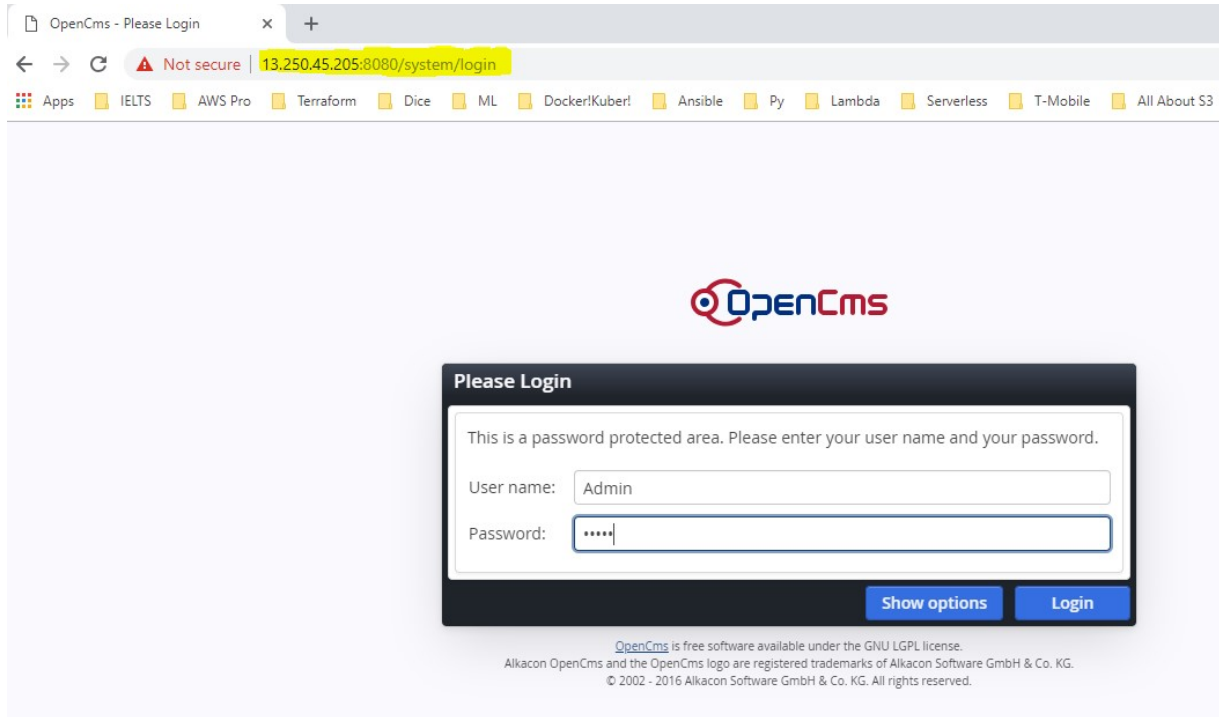 OpenCms - Please Login
Not secure | 13.250.45.205:8080/system/login
Apps IELTS AWS Pro Terraform Dice ML Docker!Kuber! Ansible Py Lambda Serverless T-Mobile All About S3
OpenCms
Please Login
This is a password protected area. Please enter your user name and your password.
User name: Admin
Password: •••••
Show options Login
OpenCms is free software available under the GNU LGPL license.
Alkacon OpenCms and the OpenCms logo are registered trademarks of Alkacon Software GmbH & Co. KG.
© 2002 - 2016 Alkacon Software GmbH & Co. KG. All rights reserved.